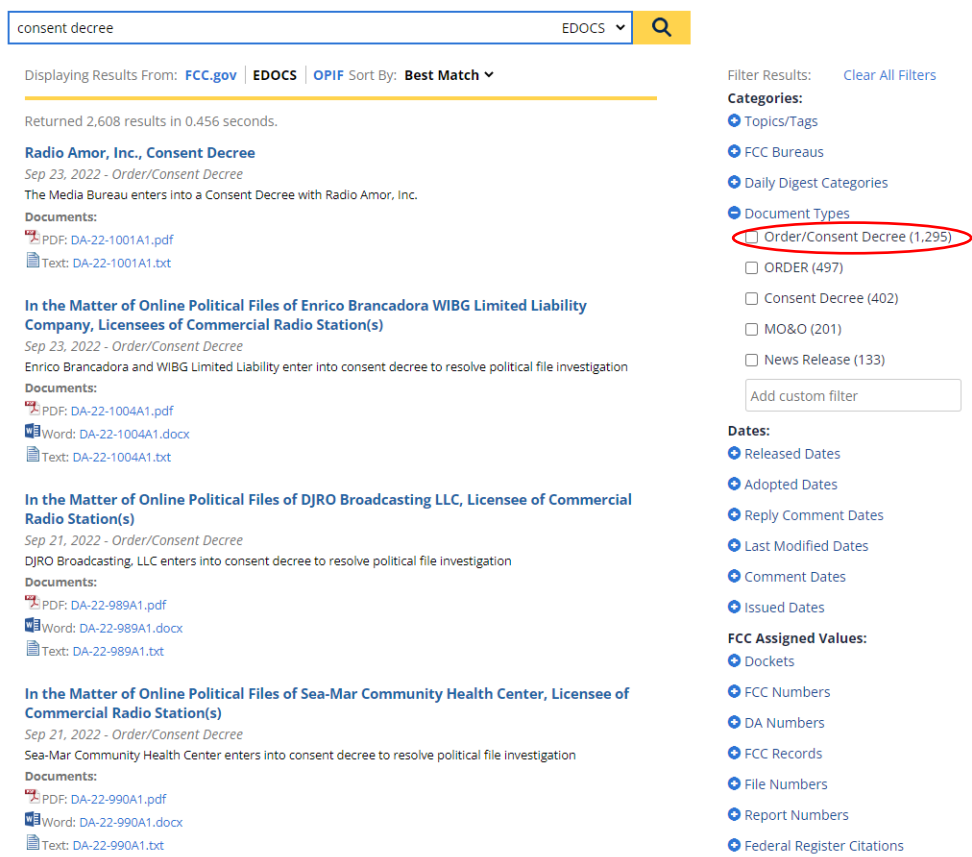 consent decree
EDOCS
Displaying Results From: FCC.gov EDOCS OPIF Sort By: Best Match
Returned 2,608 results in 0.456 seconds.
Radio Amor, Inc., Consent Decree
Sep 23, 2022 - Order/Consent Decree
The Media Bureau enters into a Consent Decree with Radio Amor, Inc.
Documents:
PDF: DA-22-1001A1.pdf
Text: DA-22-1001A1.txt
In the Matter of Online Political Files of Enrico Brancadora WIBG Limited Liability
Company, Licensees of Commercial Radio Station(s)
Sep 23, 2022 - Order/Consent Decree
Enrico Brancadora and WIBG Limited Liability enter into consent decree to resolve political file investigation
Documents:
PDF: DA-22-1004A1.pdf
Word: DA-22-1004A1.docx
Text: DA-22-1004A1.txt
In the Matter of Online Political Files of DJRO Broadcasting LLC, Licensee of Commercial
Radio Station(s)
Sep 21, 2022 - Order/Consent Decree
DJRO Broadcasting, LLC enters into consent decree to resolve political file investigation
Documents:
PDF: DA-22-989A1.pdf
Word: DA-22-989A1.docx
Text: DA-22-989A1.txt
In the Matter of Online Political Files of Sea-Mar Community Health Center, Licensee of
Commercial Radio Station(s)
Sep 21, 2022 - Order/Consent Decree
Sea-Mar Community Health Center enters into consent decree to resolve political file investigation
Documents:
PDF: DA-22-990A1.pdf
Word: DA-22-990A1.docx
Text: DA-22-990A1.txt
Filter Results: Clear All Filters
Categories:
Topics/Tags
FCC Bureaus
Daily Digest Categories
Document Types
Order/Consent Decree (1,295)
ORDER (497)
Consent Decree (402)
MO&O (201)
News Release (133)
Add custom filter
Dates:
Released Dates
Adopted Dates
Reply Comment Dates
Last Modified Dates
Comment Dates
Issued Dates
FCC Assigned Values:
Dockets
FCC Numbers
DA Numbers
FCC Records
File Numbers
Report Numbers
Federal Register Citations